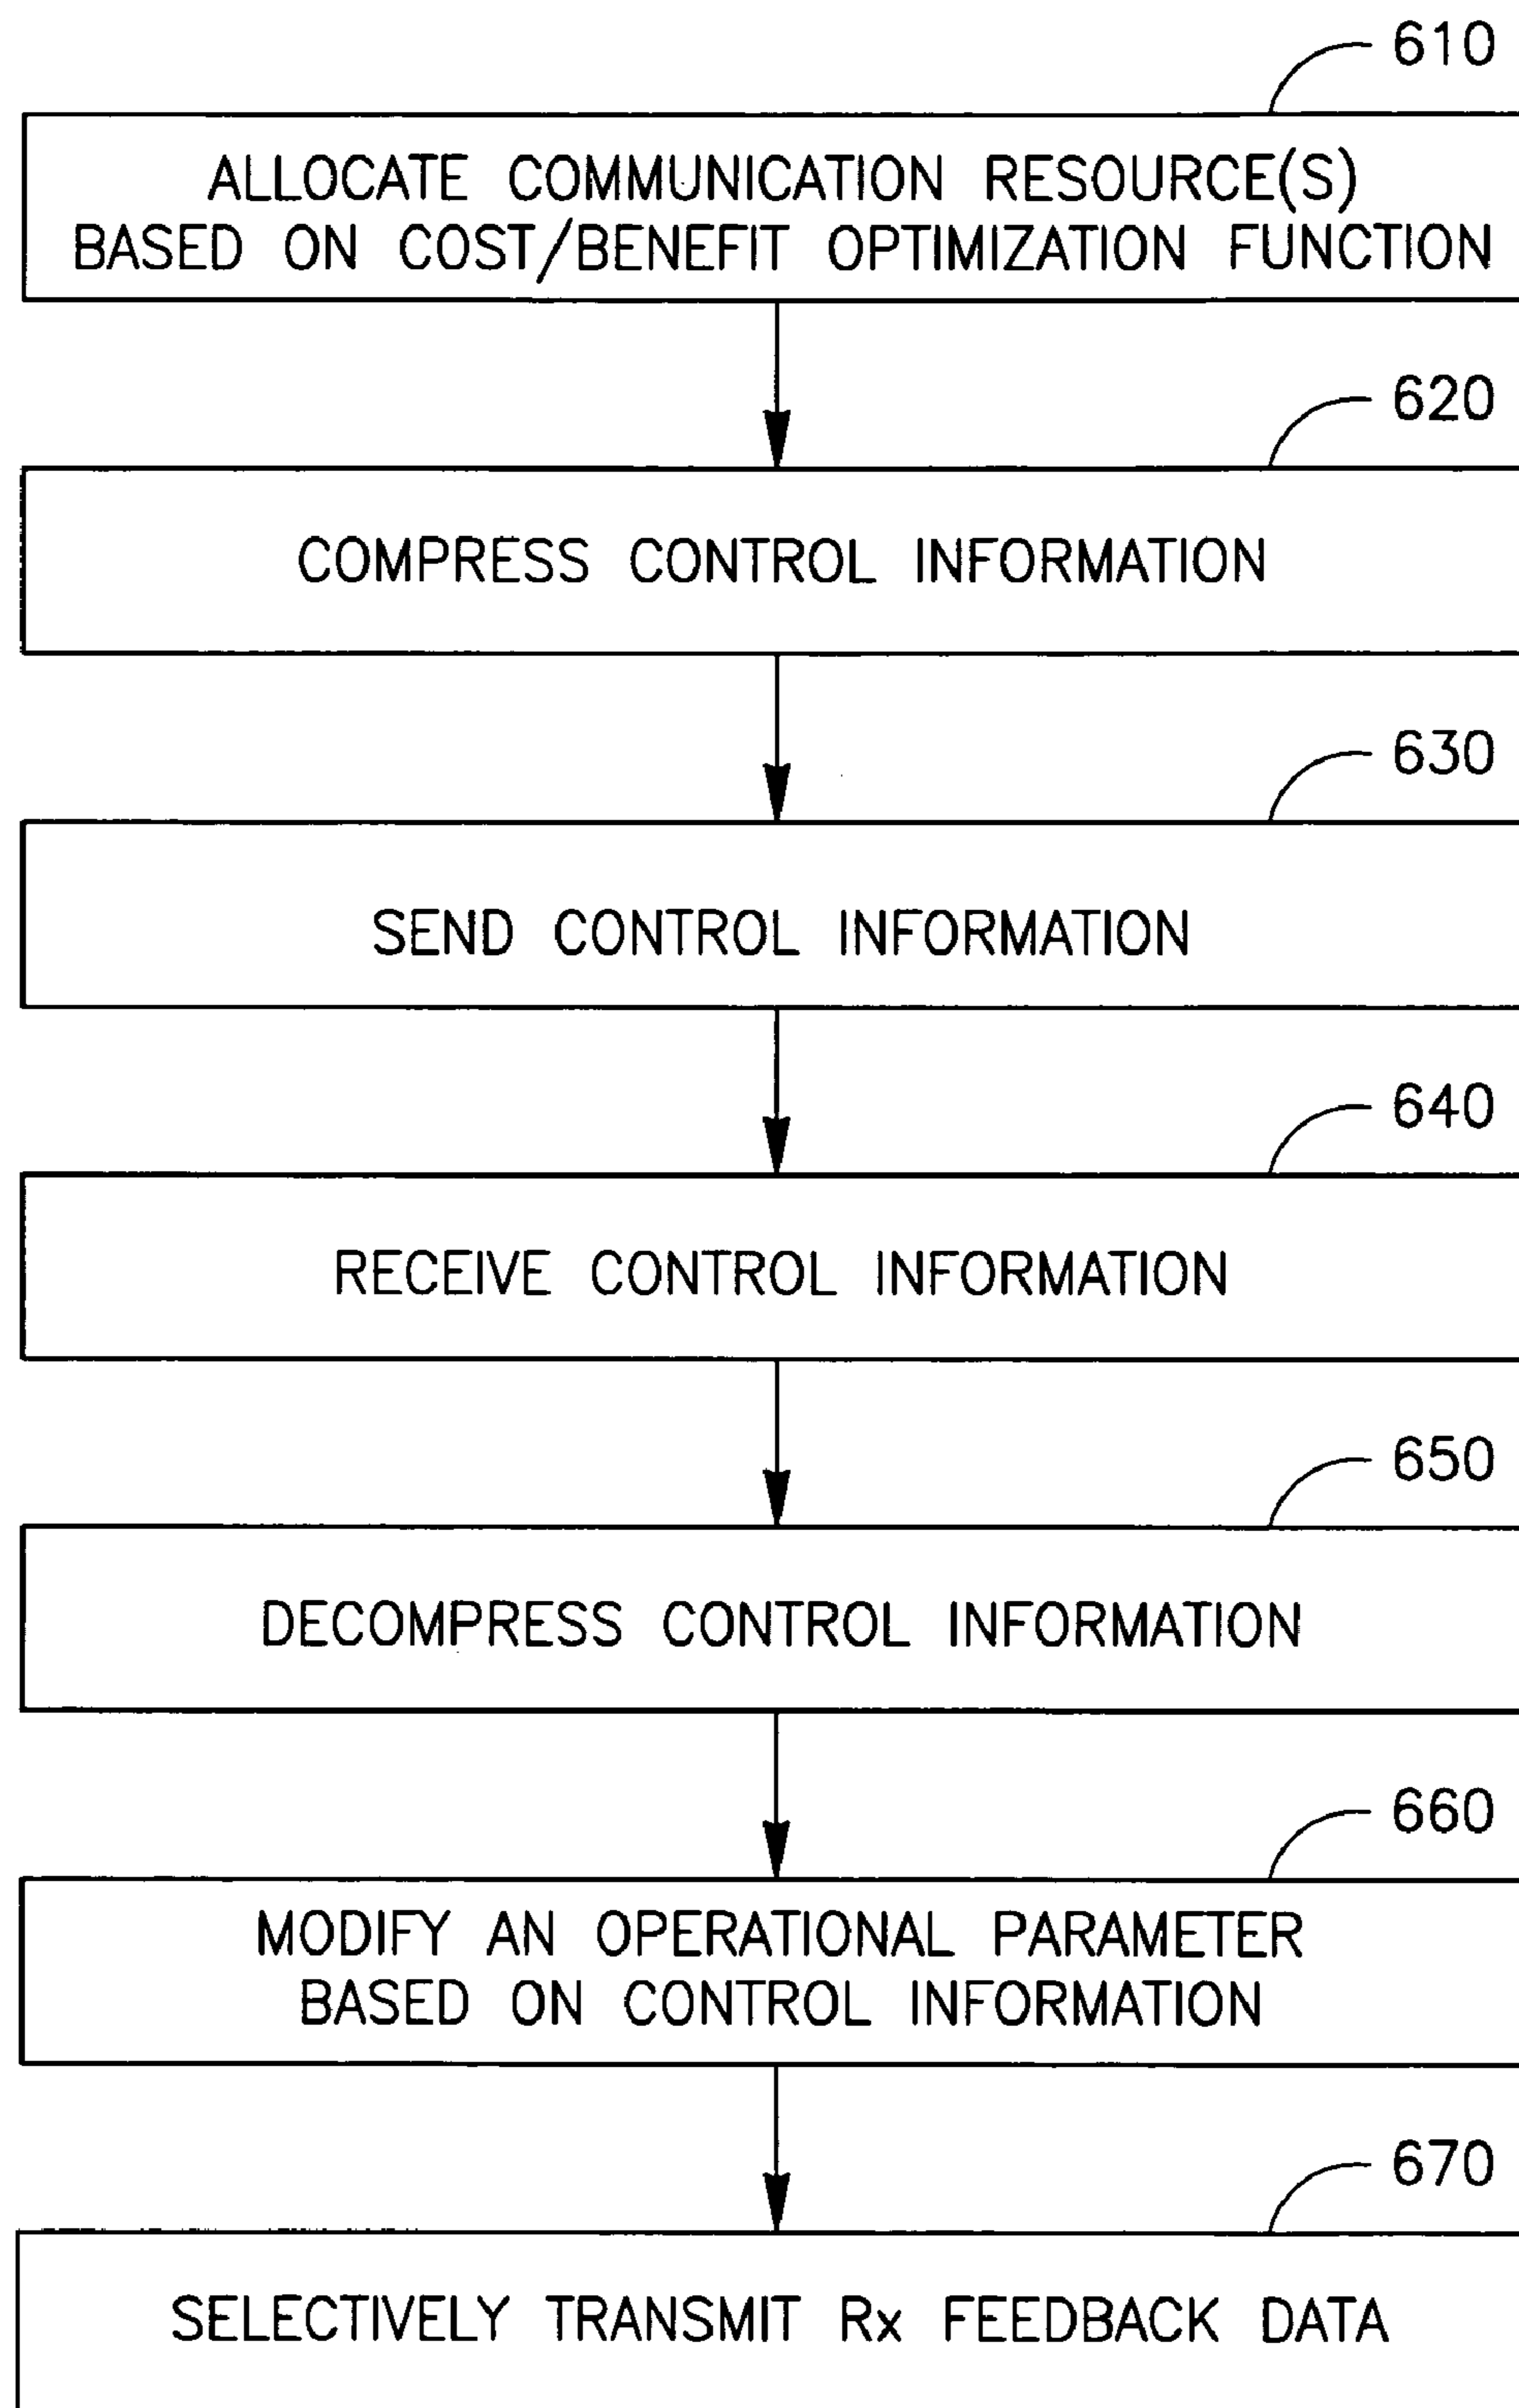 610
ALLOCATE COMMUNICATION RESOURCE(S)
BASED ON COST/BENEFIT OPTIMIZATION FUNCTION
620
COMPRESS CONTROL INFORMATION
630
SEND CONTROL INFORMATION
640
RECEIVE CONTROL INFORMATION
650
DECOMPRESS CONTROL INFORMATION
660
MODIFY AN OPERATIONAL PARAMETER
BASED ON CONTROL INFORMATION
670
SELECTIVELY TRANSMIT Rx FEEDBACK DATA